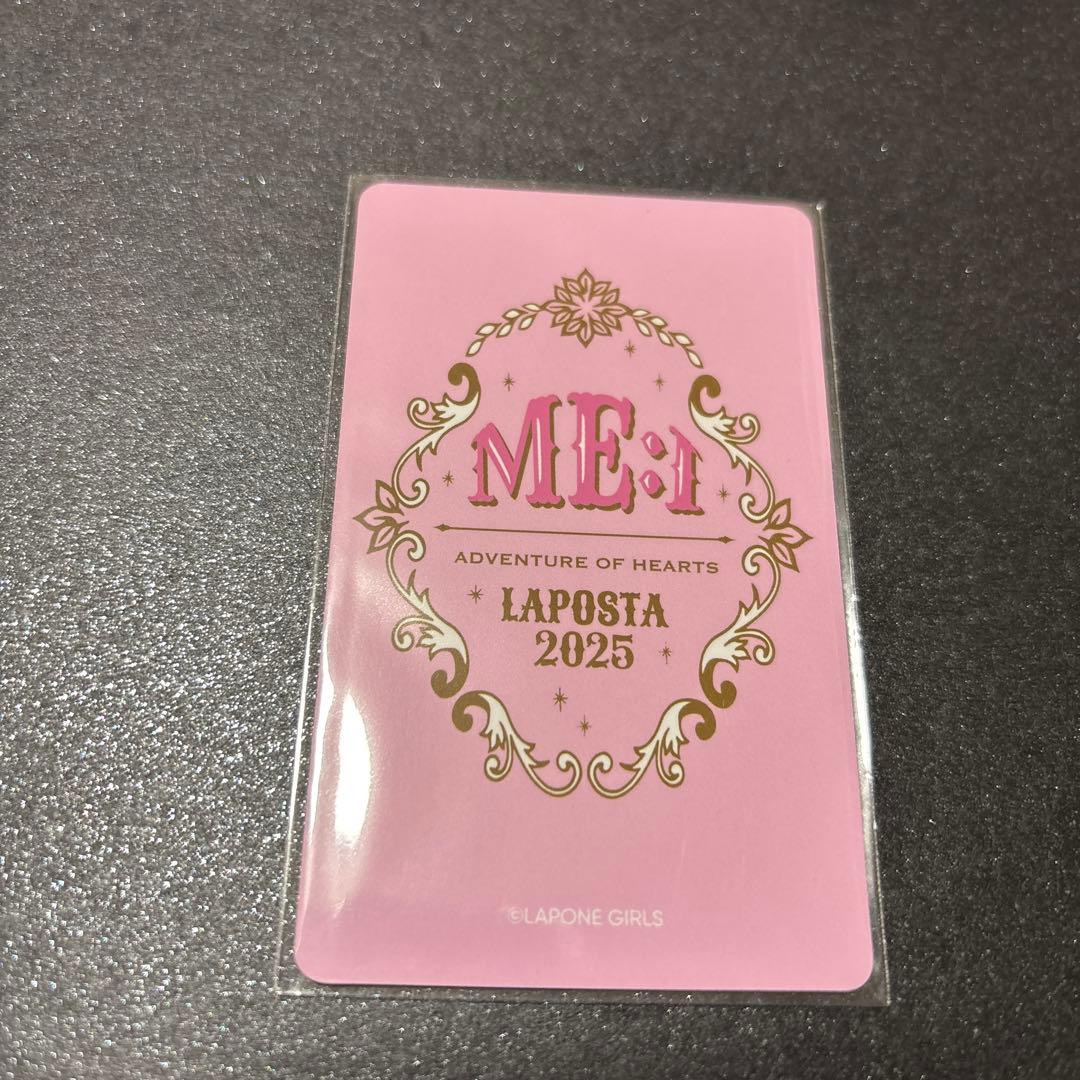 ME:I
ADVENTURE OF HEARTS
LAPOSTA
2025
©LAPONE GIRLS